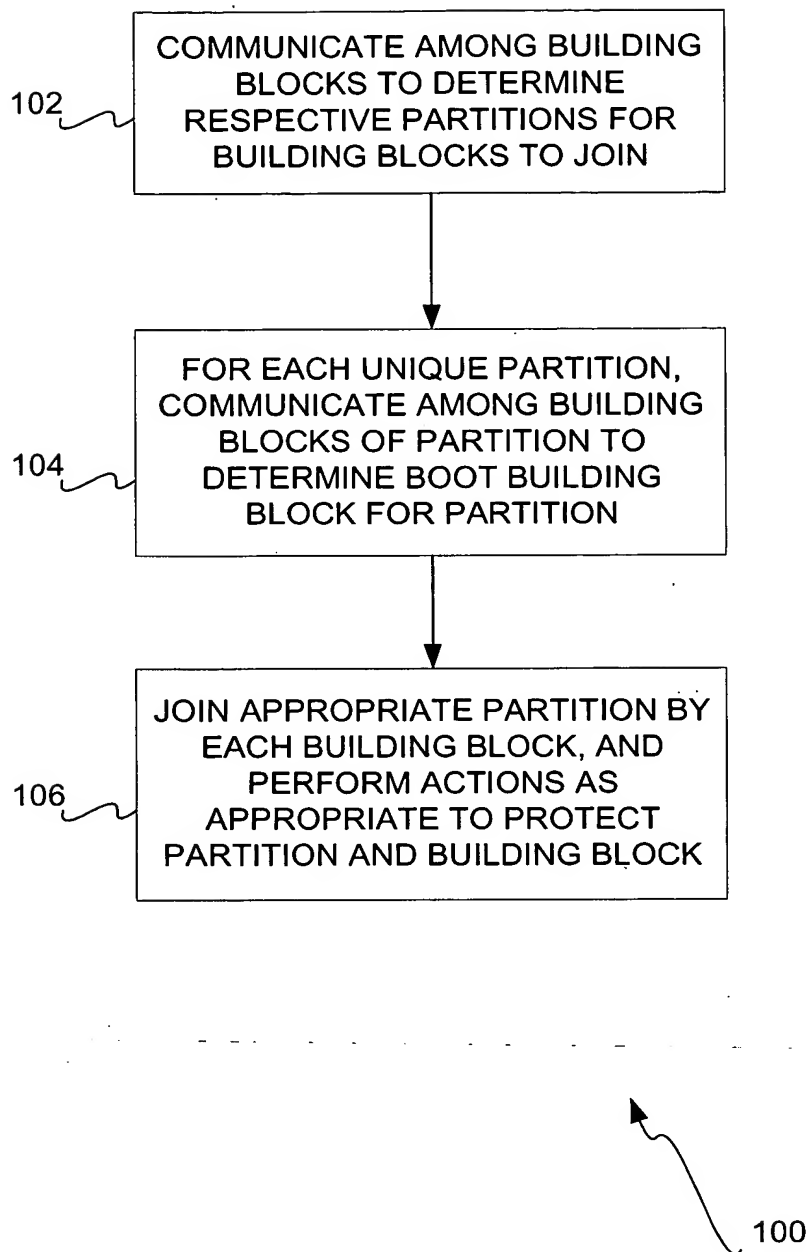 COMMUNICATE AMONG BUILDING
BLOCKS TO DETERMINE
RESPECTIVE PARTITIONS FOR
BUILDING BLOCKS TO JOIN
102
FOR EACH UNIQUE PARTITION,
COMMUNICATE AMONG BUILDING
BLOCKS OF PARTITION TO
DETERMINE BOOT BUILDING
BLOCK FOR PARTITION
104
JOIN APPROPRIATE PARTITION BY
EACH BUILDING BLOCK, AND
PERFORM ACTIONS AS
APPROPRIATE TO PROTECT
PARTITION AND BUILDING BLOCK
106
100